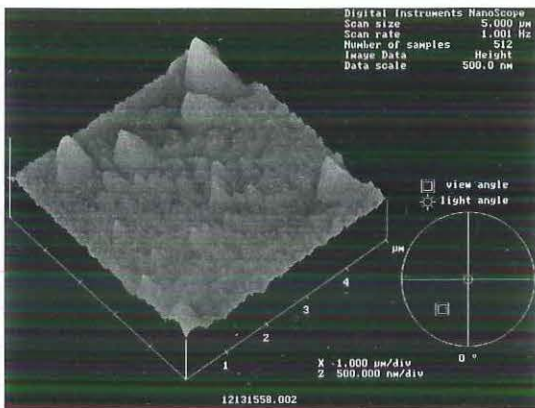 Digital Instruments NanoScope
Scan size 5.000 µm
Scan rate 1.001 Hz
Number of samples 512
Image Data Height
Data scale 500.0 nm
view angle
light angle
µm
4
3
2
1
X 1.000 µm/div
Z 500.000 nm/div
0 °
12131558.002